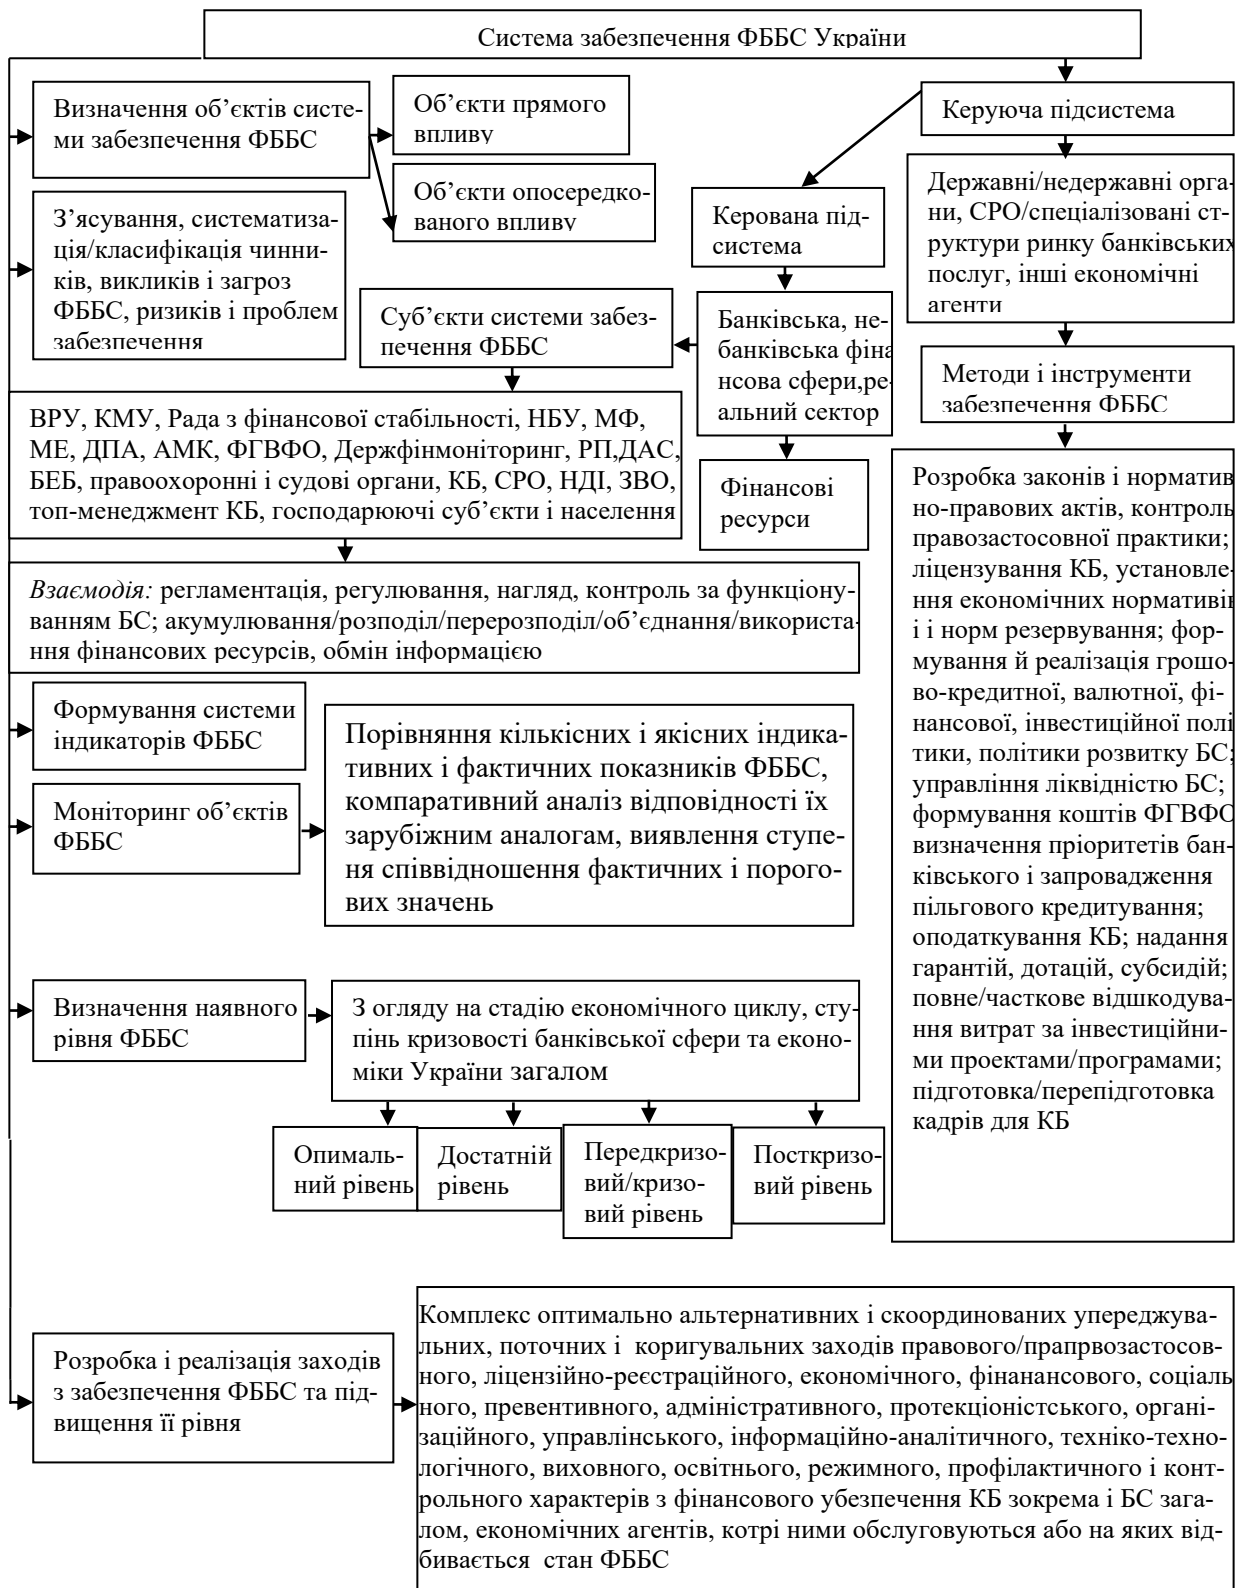 Система забезпечення ФББС України
Визначення об’єктів систе-
ми забезпечення ФББС
Об’єкти прямого
впливу
Об’єкти опосередко-
ваного впливу
Керуюча підсистема
Державні/недержавні орга-
ни, СРО/спеціалізовані ст-
руктури ринку банківських
послуг, інші економічні
агенти
Керована під-
система
З’ясування, систематиза-
ція/класифікація чинни-
ків, викликів і загроз
ФББС, ризиків і проблем
забезпечення
Суб’єкти системи забез-
печення ФББС
Банківська, не-
банківська фіна
нсова сфери,ре-
альний сектор
Методи і інструменти
забезпечення ФББС
ВРУ, КМУ, Рада з фінансової стабільності, НБУ, МФ,
МЕ, ДПА, АМК, ФГВФО, Держфінмоніторинг, РП,ДАС,
БЕБ, правоохоронні і судові органи, КБ, СРО, НДІ, ЗВО,
топ-менеджмент КБ, господарюючі суб’єкти і населення
Фінансові
ресурси
Розробка законів і норматив
но-правових актів, контроль
правозастосовної практики;
ліцензування КБ, установле-
ння економічних нормативів
і і норм резервування; фор-
мування й реалізація грошо-
во-кредитної, валютної, фі-
нансової, інвестиційної полі
тики, політики розвитку БС;
управління ліквідністю БС;
формування коштів ФГВФО
визначення пріоритетів бан-
ківського і запровадження
пільгового кредитування;
оподаткування КБ; надання
гарантій, дотацій, субсидій;
повне/часткове відшкодува-
ння витрат за інвестиційни-
ми проектами/програмами;
підготовка/перепідготовка
кадрів для КБ
Взаємодія: регламентація, регулювання, нагляд, контроль за функціону-
ванням БС; акумулювання/розподіл/перерозподіл/об’єднання/використа-
ння фінансових ресурсів, обмін інформацією
Формування системи
індикаторів ФББС
Моніторинг об’єктів
ФББС
Порівняння кількісних і якісних індика-
тивних і фактичних показників ФББС,
компаративний аналіз відповідності їх
зарубіжним аналогам, виявлення ступе-
ня співвідношення фактичних і порого-
вих значень
Визначення наявного
рівня ФББС
З огляду на стадію економічного циклу, сту-
пінь кризовості банківської сфери та еконо-
міки України загалом
Опималь-
ний рівень
Достатній
рівень
Передкризо-
вий/кризо-
вий рівень
Посткризо-
вий рівень
Розробка і реалізація заходів
з забезпечення ФББС та під-
вищення її рівня
Комплекс оптимально альтернативних і скоординованих упереджува-
льних, поточних і коригувальних заходів правового/прапрвозастосов-
ного, ліцензійно-реєстраційного, економічного, фінанансового, соціаль
ного, превентивного, адміністративного, протекціоністського, органі-
заційного, управлінського, інформаційно-аналітичного, техніко-техно-
логічного, виховного, освітнього, режимного, профілактичного і конт-
рольного характерів з фінансового убезпечення КБ зокрема і БС зага-
лом, економічних агентів, котрі ними обслуговуються або на яких від-
бивається стан ФББС